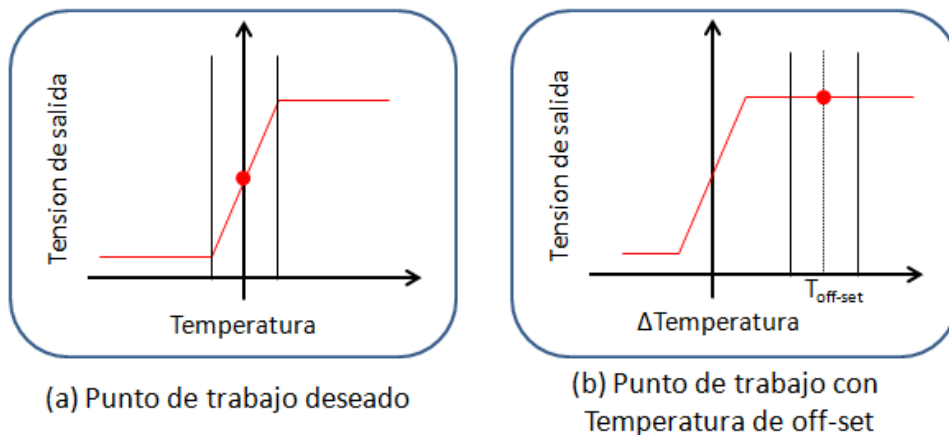 Tension de salida
Temperatura
(a) Punto de trabajo deseado
Tension de salida
T off-set
ΔTemperatura
(b) Punto de trabajo con
Temperatura de off-set